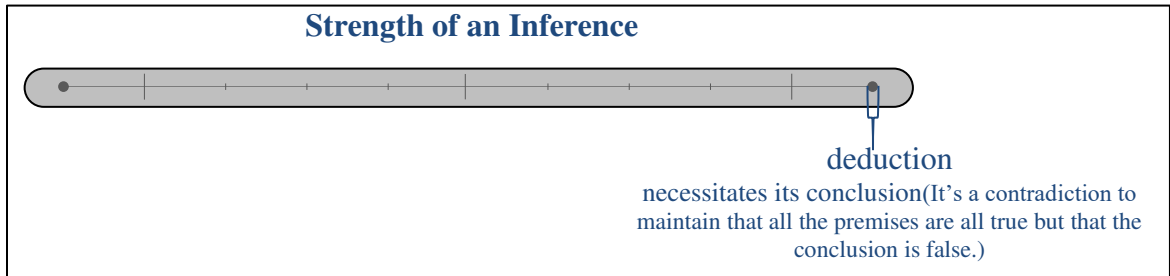 Strength of an Inference
deduction
necessitates its conclusion(It's a contradiction to
maintain that all the premises are all true but that the
conclusion is false.)